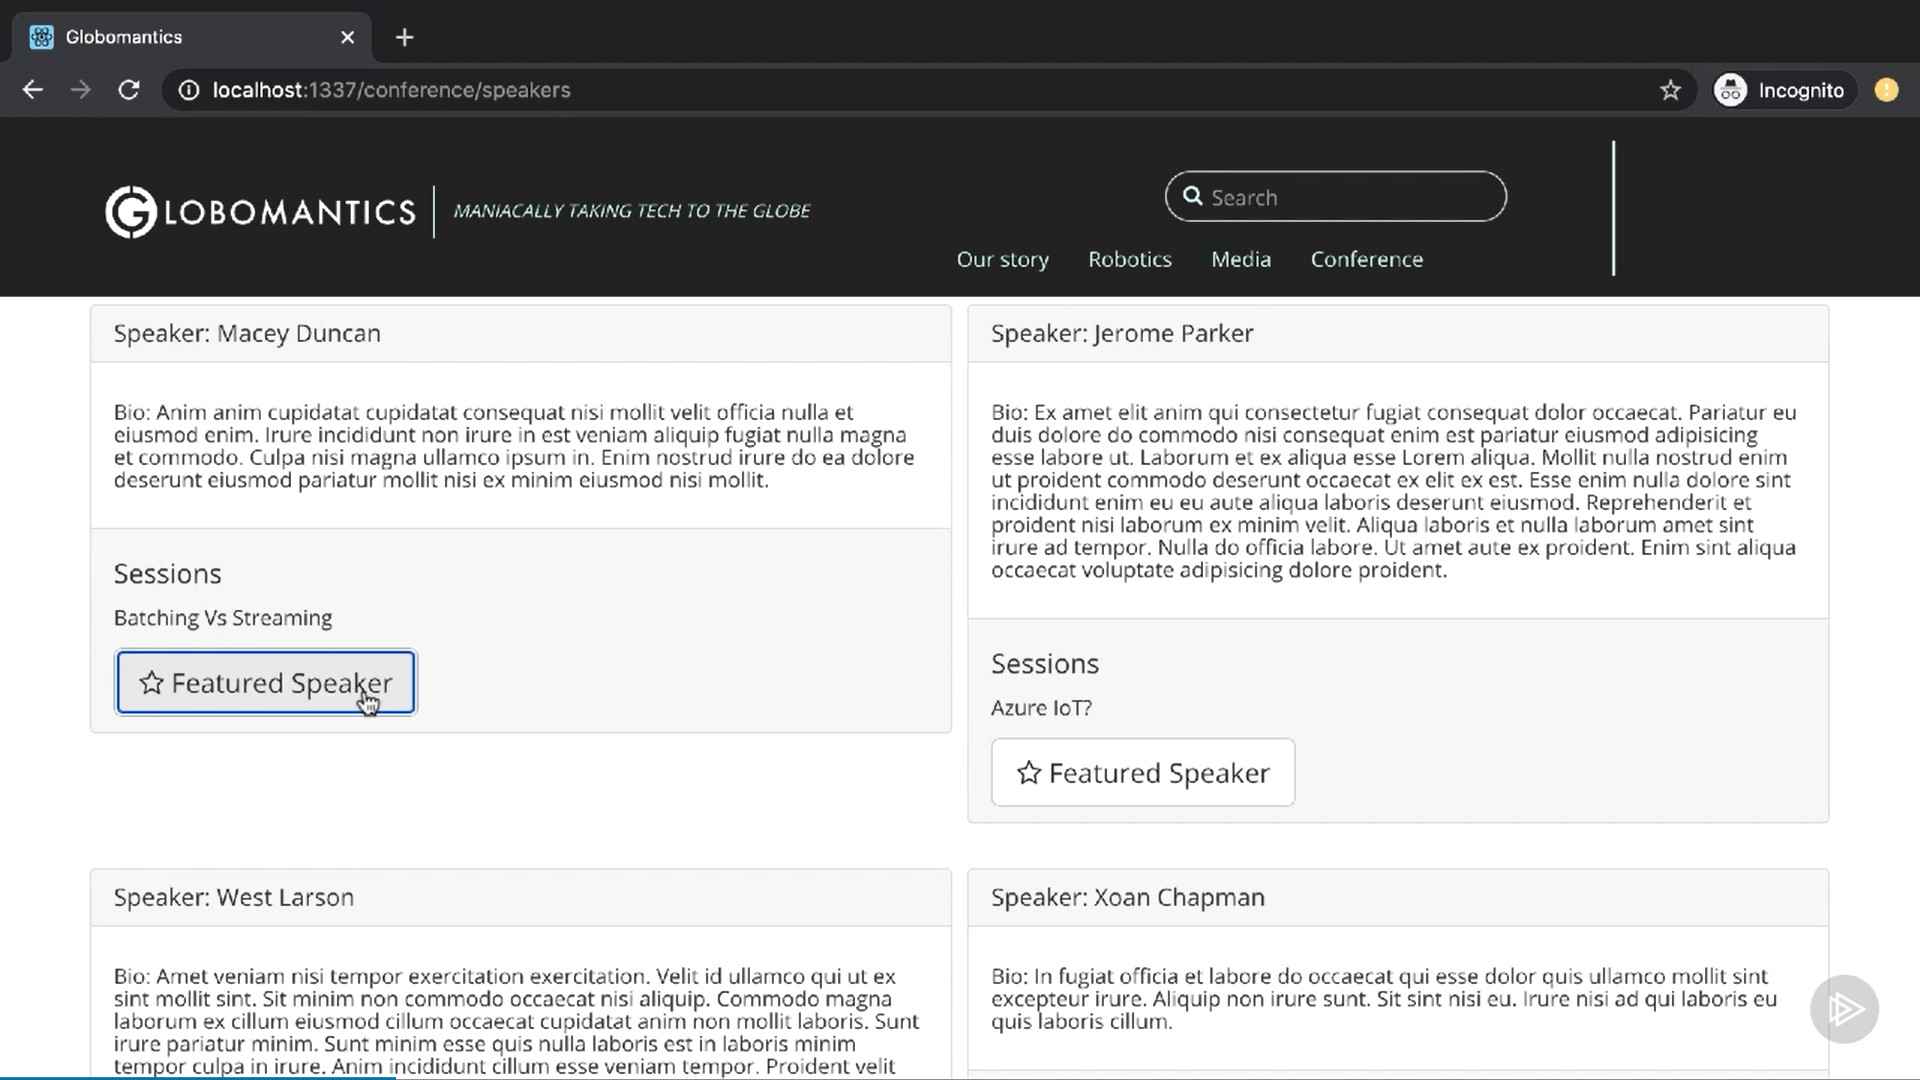 Globomantics
localhost:1337/conference/speakers
Incognito
GLOBOMANTICS
MANIACALLY TAKING TECH TO THE GLOBE
Search
Our story Robotics Media Conference
Speaker: Macey Duncan
Bio: Anim anim cupidatat cupidatat consequat nisi mollit velit officia nulla et
eiusmod enim. Irure incididunt non irure in est veniam aliquip fugiat nulla magna
et commodo. Culpa nisi magna ullamco ipsum in. Enim nostrud irure do ea dolore
deserunt eiusmod pariatur mollit nisi ex minim eiusmod nisi mollit.
Sessions
Batching Vs Streaming
Featured Speaker
Speaker: Jerome Parker
Bio: Ex amet elit anim qui consectetur fugiat consequat dolor occaecat. Pariatur eu
duis dolore do commodo nisi consequat enim est pariatur eiusmod adipisicing
esse labore ut. Laborum et ex aliqua esse Lorem aliqua. Mollit nulla nostrud enim
ut proident commodo deserunt occaecat ex elit ex est. Esse enim nulla dolore sint
incididunt enim eu eu aute aliqua laboris deserunt eiusmod. Reprehenderit et
proident nisi laborum ex minim velit. Aliqua laboris et nulla laborum amet sint
irure ad tempor. Nulla do officia labore. Ut amet aute ex proident. Enim sint aliqua
occaecat voluptate adipisicing dolore proident.
Sessions
Azure IoT?
Featured Speaker
Speaker: West Larson
Bio: Amet veniam nisi tempor exercitation exercitation. Velit id ullamco qui ut ex
sint mollit sint. Sit minim non commodo occaecat nisi aliquip. Commodo magna
laborum ex cillum eiusmod cillum occaecat cupidatat anim non mollit laboris. Sunt
irure pariatur minim. Sunt minim esse quis nulla laboris est in laboris minim
tempor culpa in irure. Anim incididunt cillum esse veniam tempor. Proident velit
Speaker: Xoan Chapman
Bio: In fugiat officia et labore do occaecat qui esse dolor quis ullamco mollit sint
excepteur irure. Aliquip non irure sunt. Sit sint nisi eu. Irure nisi ad qui laboris eu
quis laboris cillum.